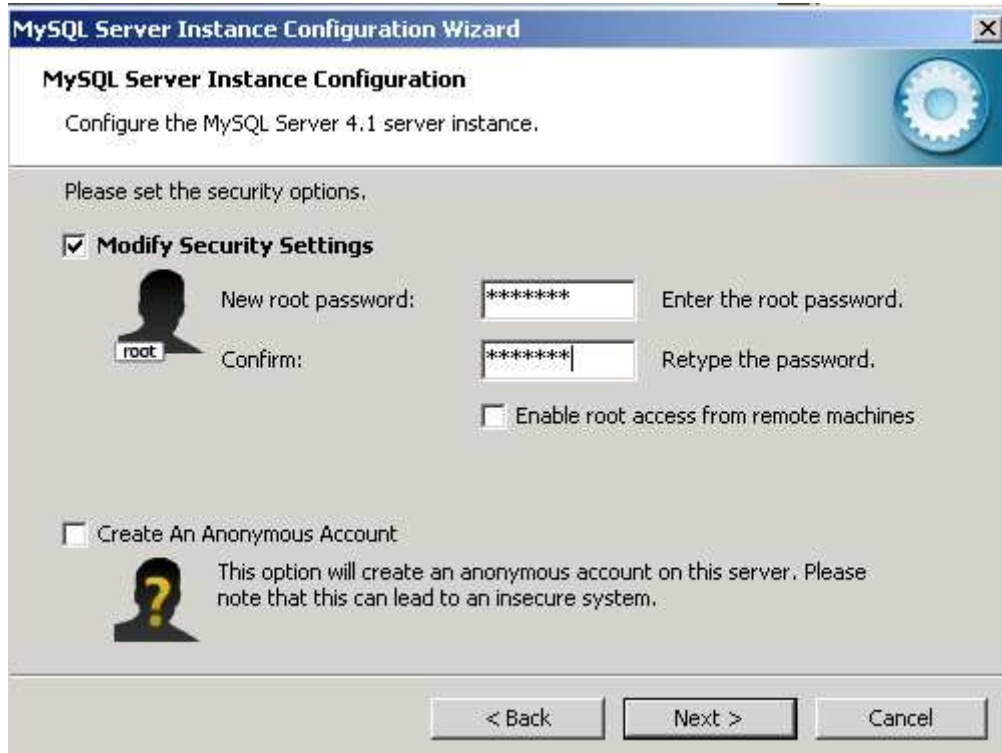 MySQL Server Instance Configuration Wizard
MySQL Server Instance Configuration
Configure the MySQL Server 4.1 server instance.
Please set the security options.
Modify Security Settings
root
New root password: ******* Enter the root password.
Confirm: ******* Retype the password.
Enable root access from remote machines
Create An Anonymous Account
?
This option will create an anonymous account on this server. Please
note that this can lead to an insecure system.
< Back Next > Cancel